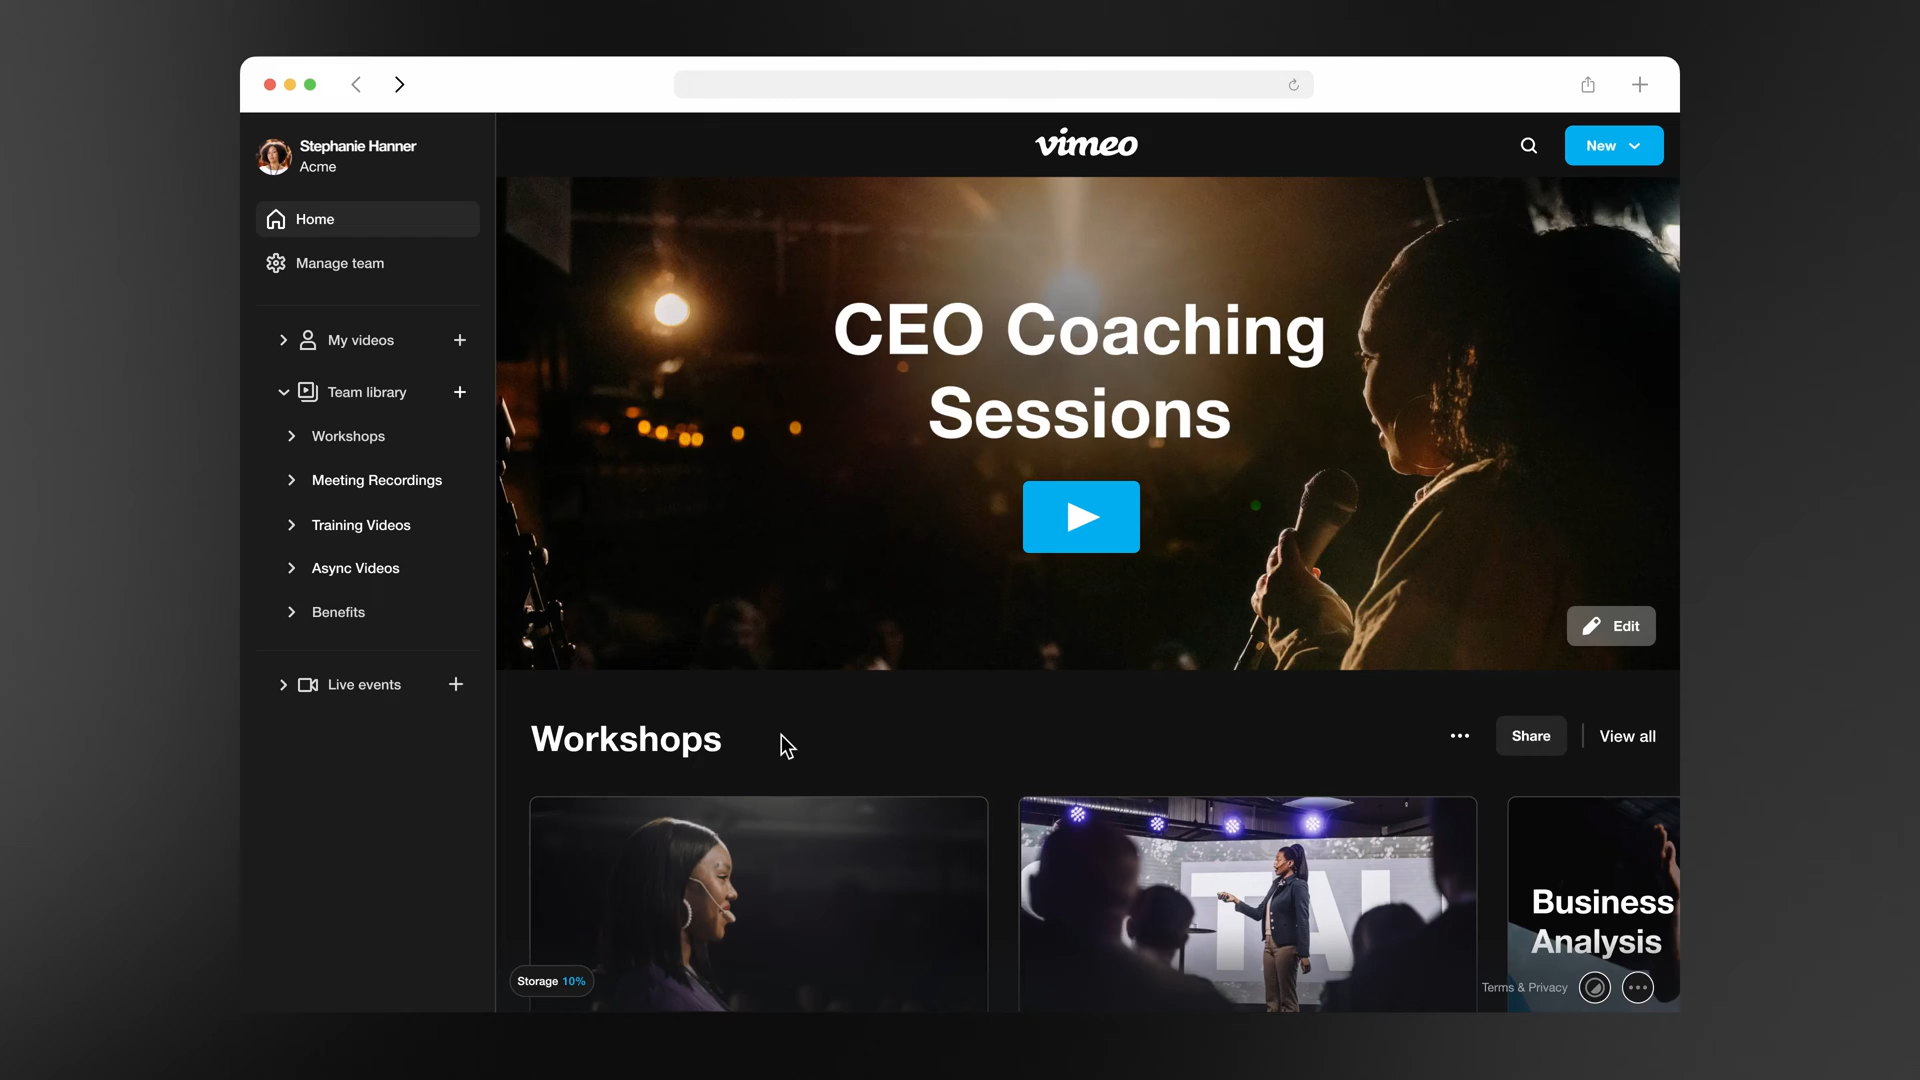 Stephanie Hanner
Acme
Home
Manage team
My videos
Team library
Workshops
Meeting Recordings
Training Videos
Async Videos
Benefits
Live events
vimeo
New
CEO Coaching
Sessions
Edit
Workshops
Share
View all
TAL
Business
Analysis
Storage 10%
Terms & Privacy